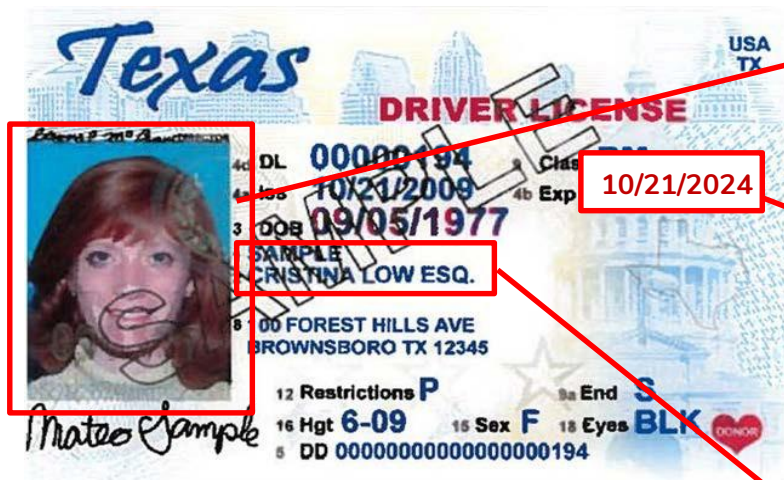 Texas
USA
TX
DRIVER LICENSE
4d DL 00000194 9 Class
4a Iss 10/21/2009 4b Exp 10/21/2024
3 DOB 09/05/1977
SAMPLE
CRISTINA LOW ESQ.
8 100 FOREST HILLS AVE
BROWNSBORO TX 12345
12 Restrictions P 9a End S
16 Hgt 6-09 15 Sex F 18 Eyes BLK
DONOR
5 DD 00000000000000000194
Mateo Sample
SAMPLE